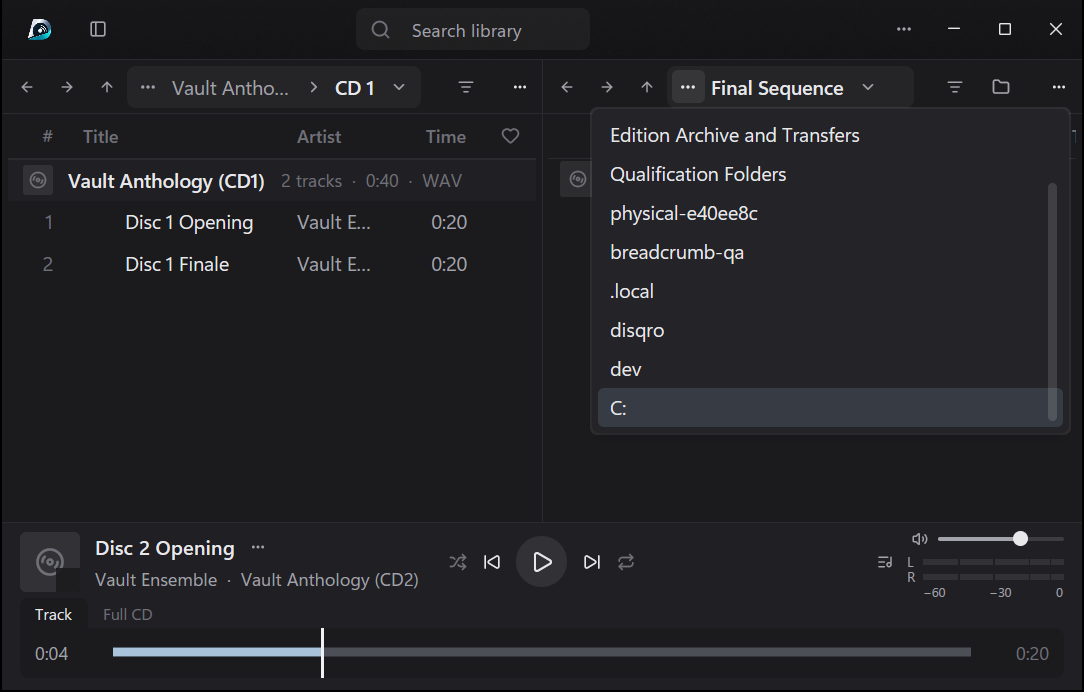 Search library
Vault Antho... CD 1
Final Sequence
# Title Artist Time
Vault Anthology (CD1) 2 tracks · 0:40 · WAV
1 Disc 1 Opening Vault E... 0:20
2 Disc 1 Finale Vault E... 0:20
Edition Archive and Transfers
Qualification Folders
physical-e40ee8c
breadcrumb-qa
.local
disqro
dev
C:
Disc 2 Opening
Vault Ensemble · Vault Anthology (CD2)
L
R
-60 -30 0
Track Full CD
0:04 0:20